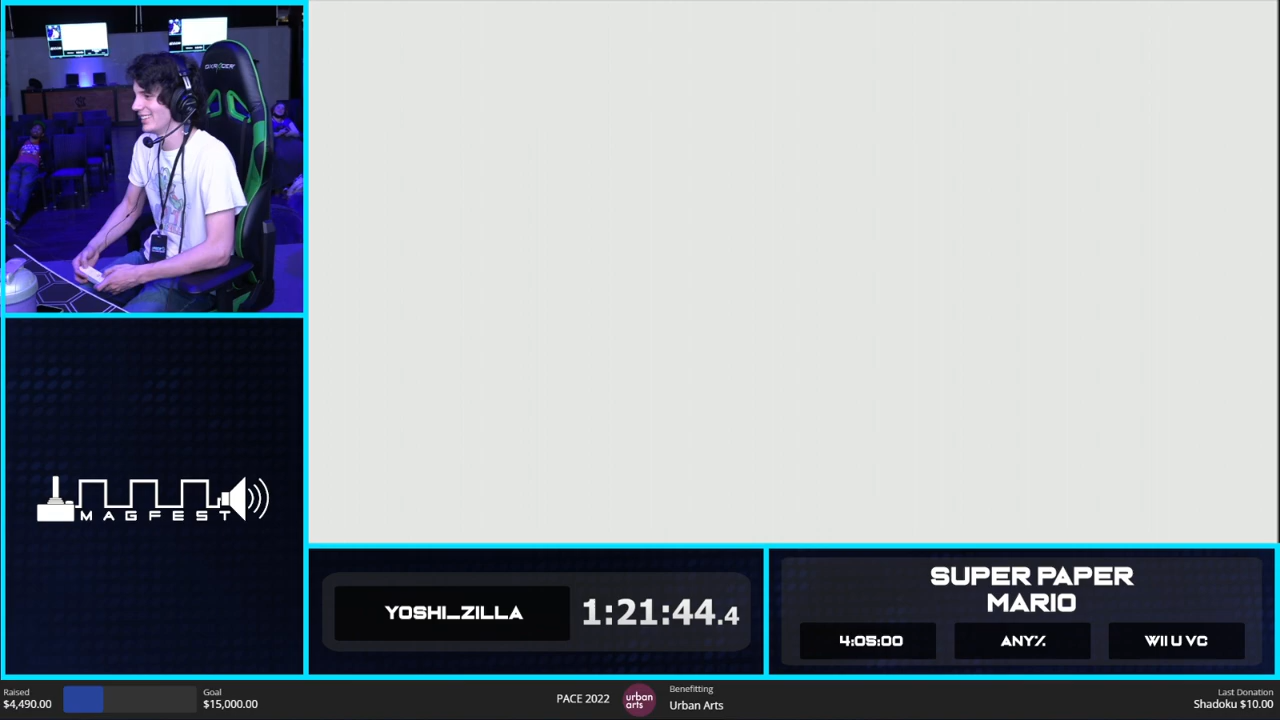 DXRACER
MAGFEST
YOSHI_ZILLA
1:21:44.4
SUPER PAPER
MARIO
4:05:00
ANY%
WII U VC
Raised
$4,490.00
Goal
$15,000.00
PACE 2022
urban
arts
Benefitting
Urban Arts
Last Donation
Shadoku $10.00